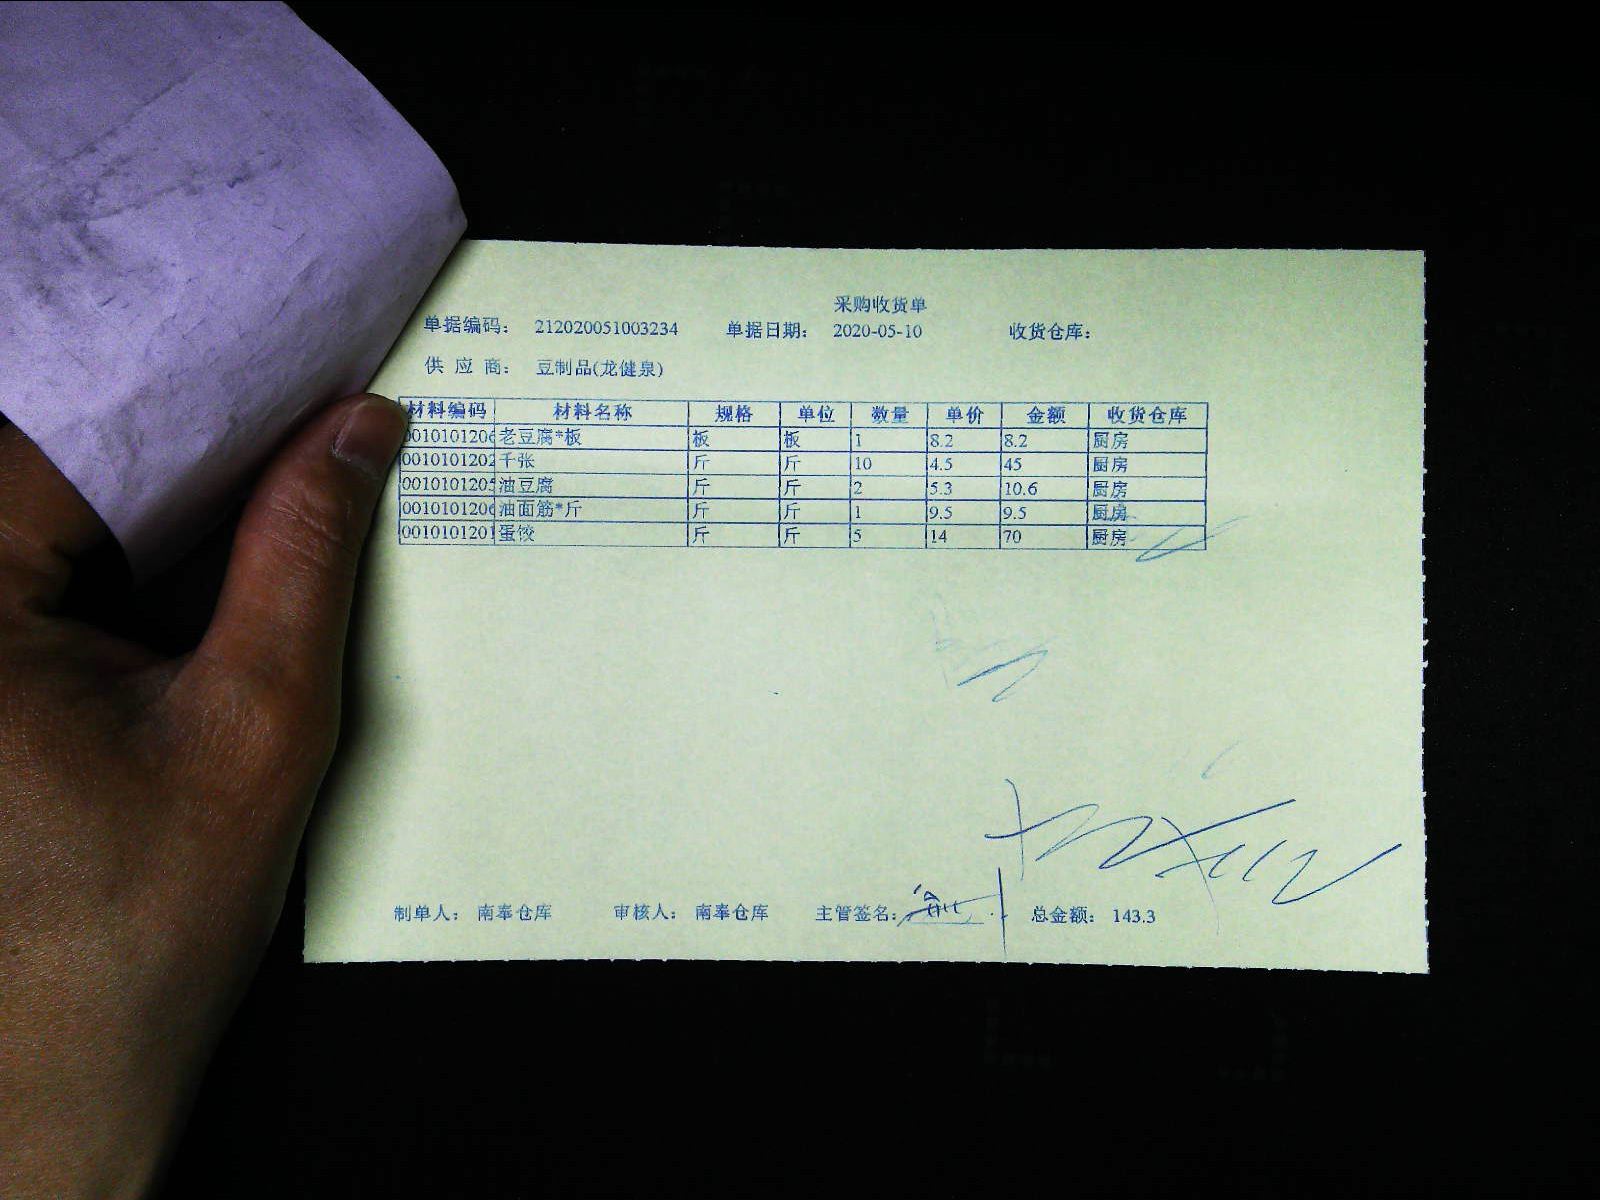 采购收货单
单据编码： 212020051003234 单据日期： 2020-05-10 收货仓库：
供 应 商： 豆制品(龙健泉)
材料编码 材料名称 规格 单位 数量 单价 金额 收货仓库
0010101206 老豆腐*板 板 板 1 8.2 8.2 厨房
0010101202 千张 斤 斤 10 4.5 45 厨房
0010101205 油豆腐 斤 斤 2 5.3 10.6 厨房
0010101206 油面筋*斤 斤 斤 1 9.5 9.5 厨房
0010101201 蛋饺 斤 斤 5 14 70 厨房
制单人： 南奉仓库 审核人： 南奉仓库 主管签名： 总金额： 143.3